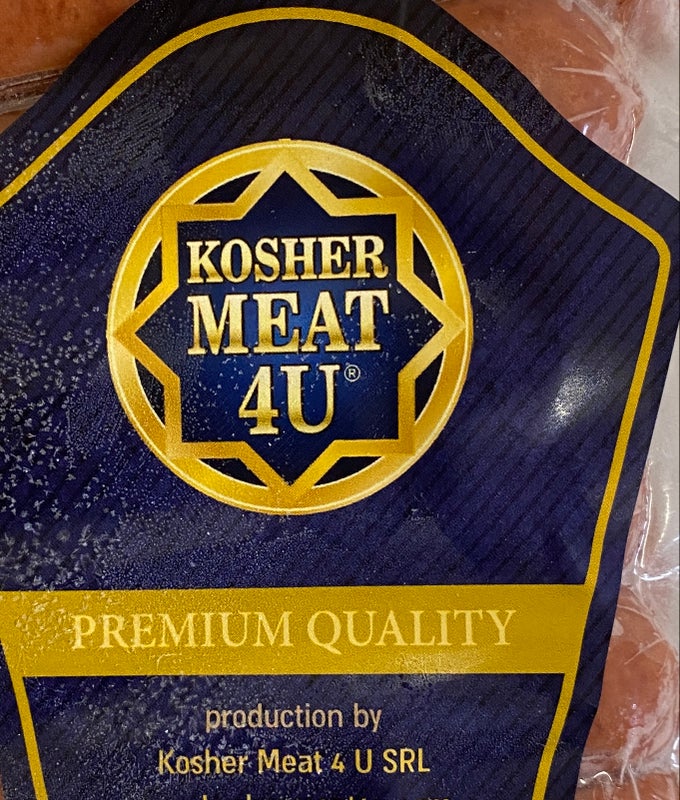 KOSHER
MEAT
4U®
PREMIUM QUALITY
production by
Kosher Meat 4 U SRL